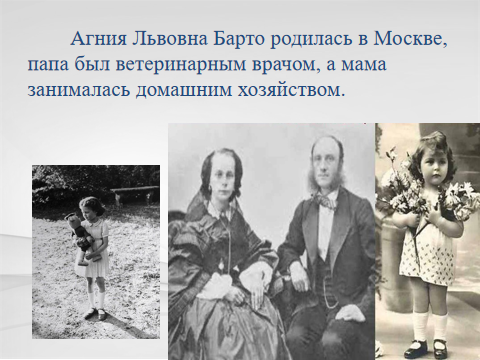 Агния Львовна Барто родилась в Москве,
папа был ветеринарным врачом, а мама
занималась домашним хозяйством.